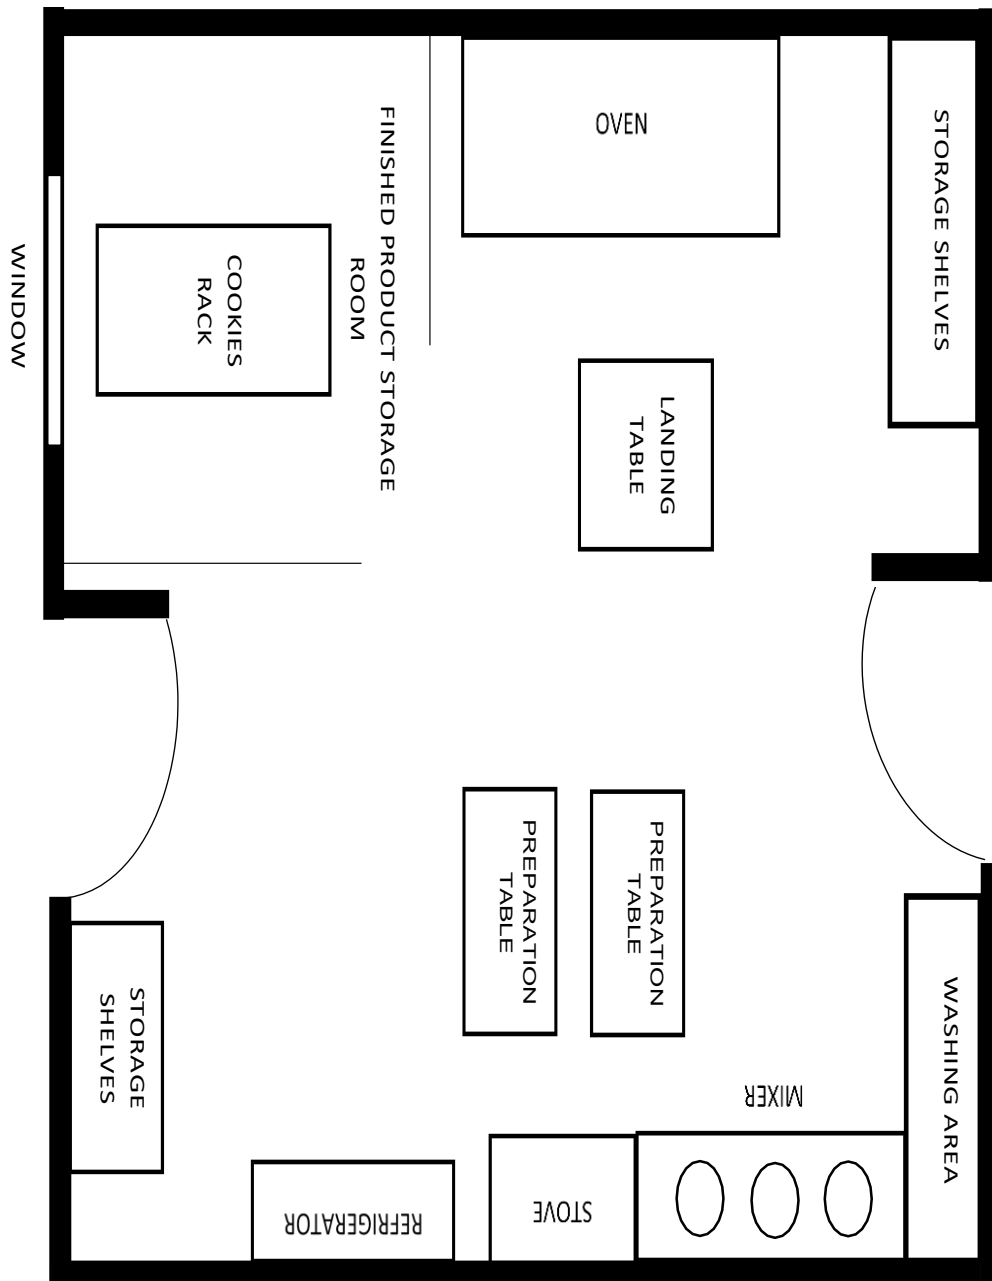 OVEN
STORAGE SHELVES
FINISHED PRODUCT STORAGE
ROOM
COOKIES
RACK
WINDOW
LANDING
TABLE
PREPARATION
TABLE
PREPARATION
TABLE
STORAGE
SHELVES
WASHING AREA
MIXER
REFRIGERATOR
STOVE